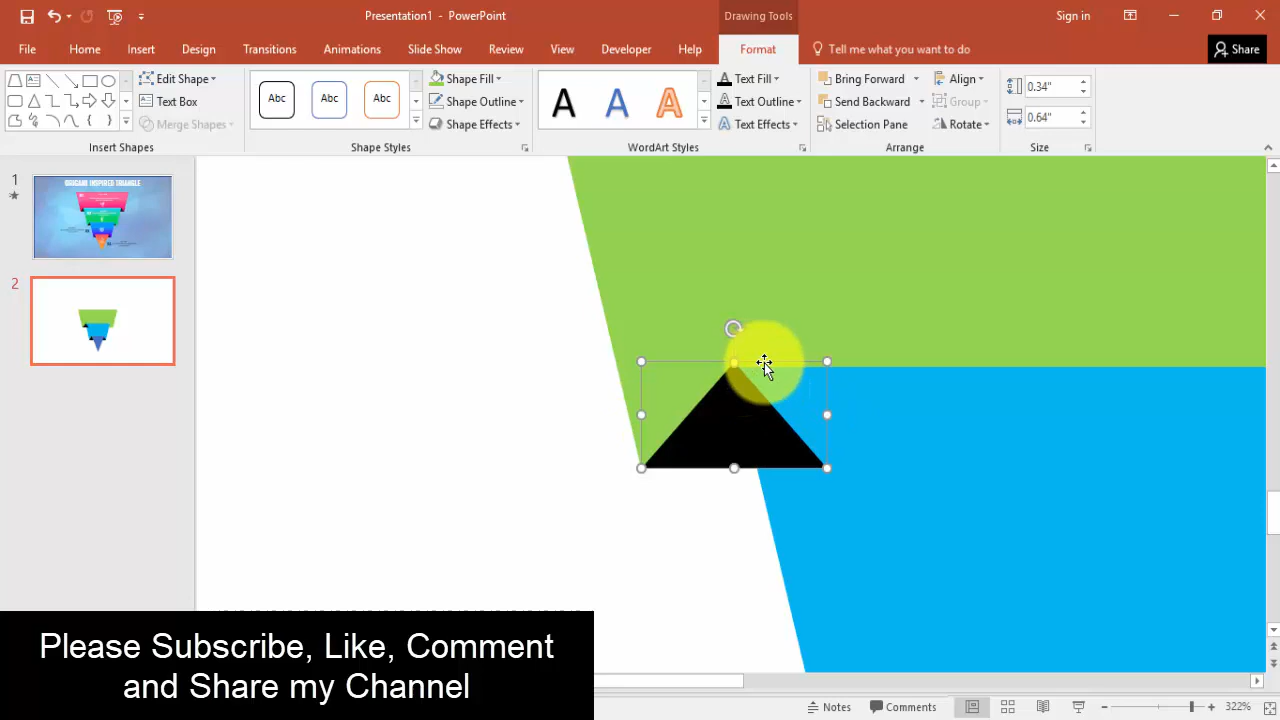 Presentation1 - PowerPoint
Drawing Tools
Sign in
File
Home
Insert
Design
Transitions
Animations
Slide Show
Review
View
Developer
Help
Format
Tell me what you want to do
Share
Edit Shape
Text Box
Merge Shapes
Insert Shapes
Abc
Abc
Abc
Shape Fill
Shape Outline
Shape Effects
Shape Styles
A
A
A
Text Fill
Text Outline
Text Effects
WordArt Styles
Bring Forward
Send Backward
Selection Pane
Align
Group
Rotate
Arrange
0.34"
0.64"
Size
1
ORIGAMI INSPIRED TRIANGLE
2
Please Subscribe, Like, Comment
and Share my Channel
Notes
Comments
322%